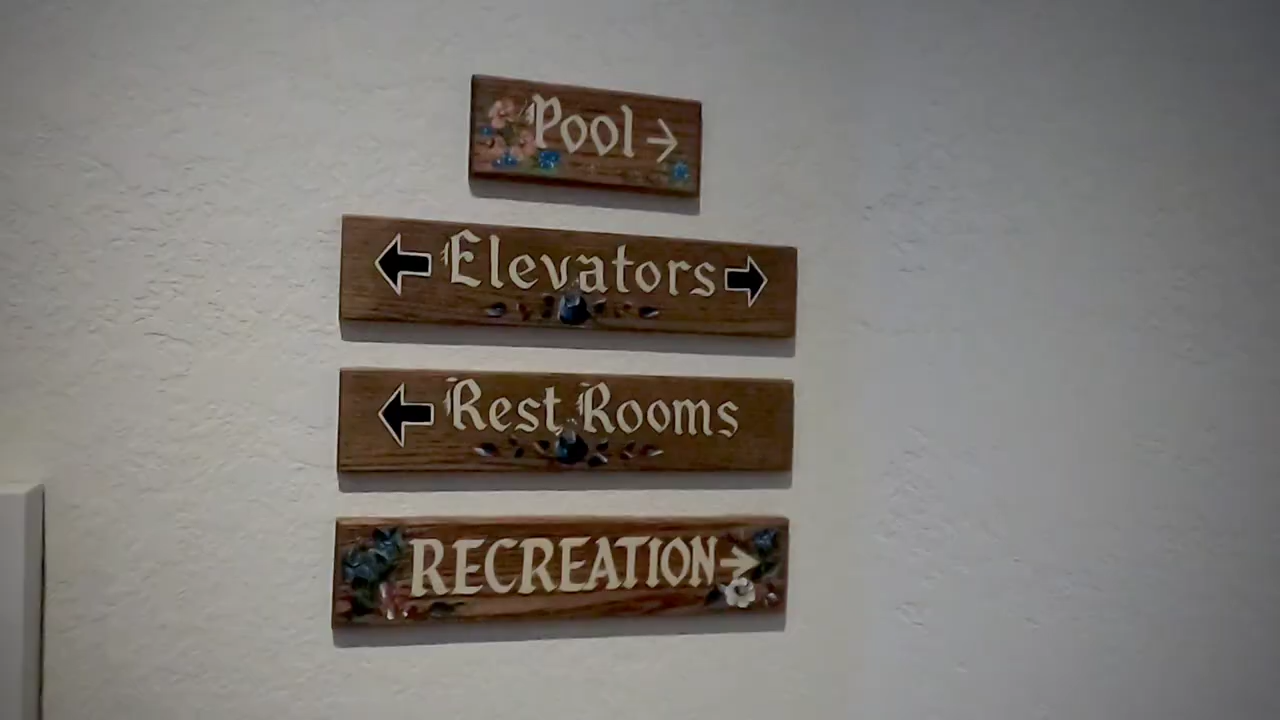 Pool →
← Elevators →
← Rest Rooms
RECREATION →